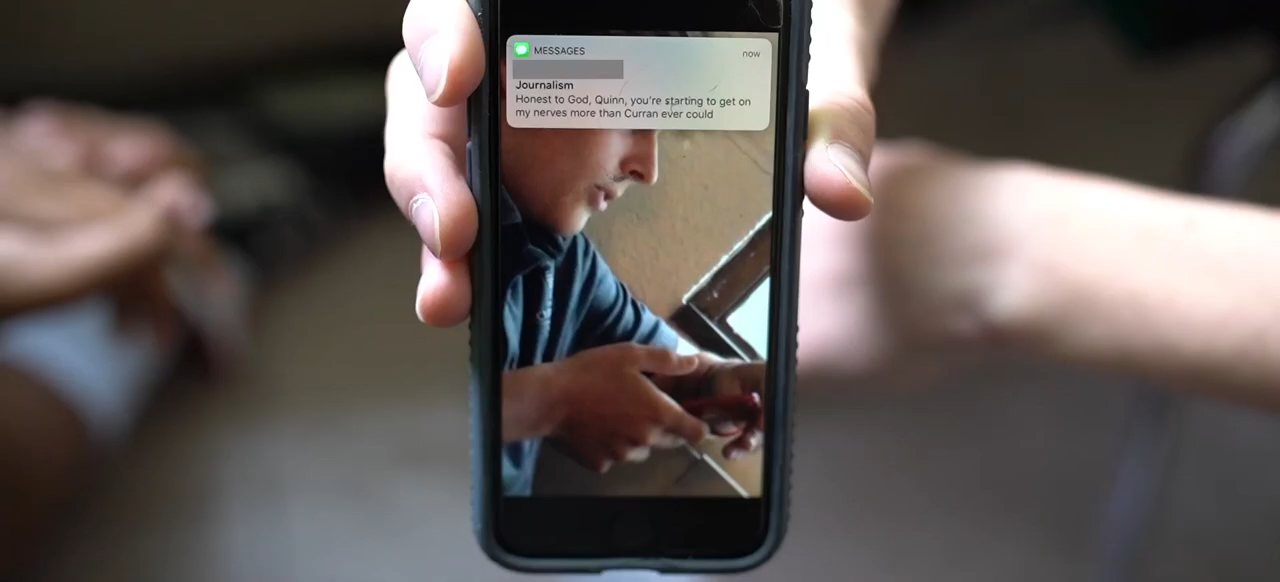 MESSAGES now
Journalism
Honest to God, Quinn, you're starting to get on
my nerves more than Curran ever could